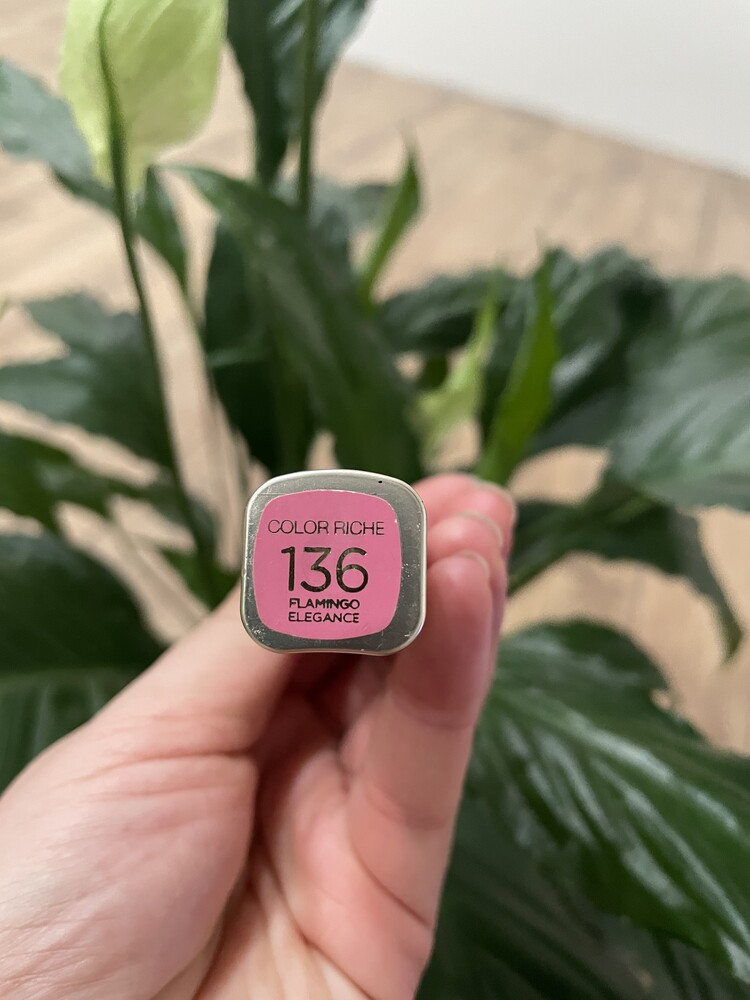 COLOR RICHE
136
FLAMINGO
ELEGANCE